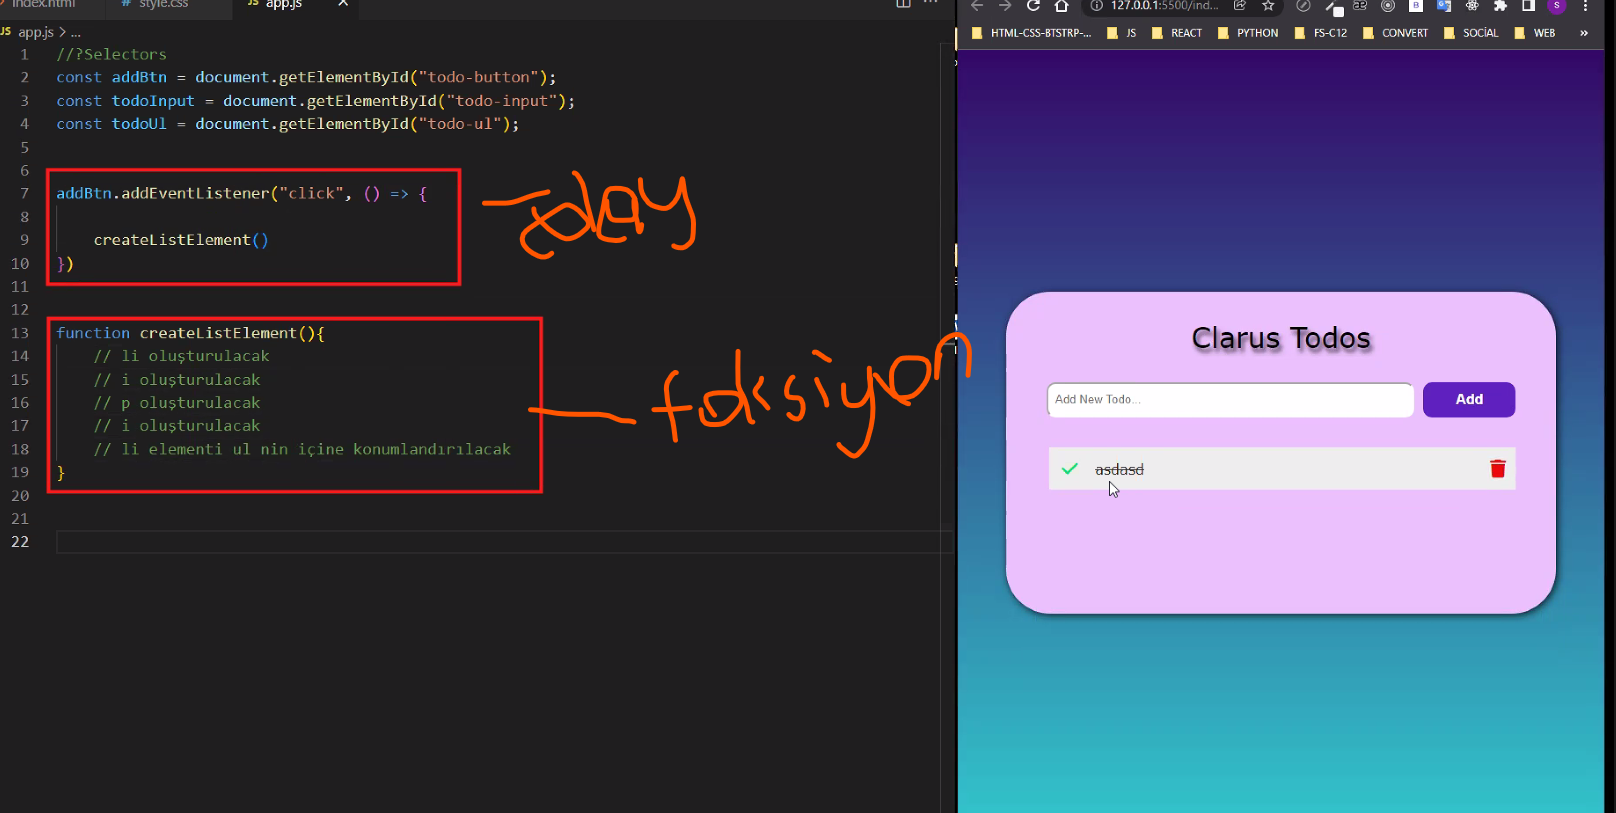 index.html
# style.css
JS app.js
JS app.js > ...
1 //?Selectors
2 const addBtn = document.getElementById("todo-button");
3 const todoInput = document.getElementById("todo-input");
4 const todoUl = document.getElementById("todo-ul");
5
6
7 addBtn.addEventListener("click", () => {
8
9 createListElement()
10 })
11
12
13 function createListElement(){
14 // li oluşturulacak
15 // i oluşturulacak
16 // p oluşturulacak
17 // i oluşturulacak
18 // li elementi ul nin içine konumlandırılacak
19 }
20
21
22
foksiyon
127.0.0.1:5500/ind...
HTML-CSS-BTSTRP-... JS REACT PYTHON FS-C12 CONVERT SOCİAL WEB »
Clarus Todos
Add New Todo...
Add
asdasd